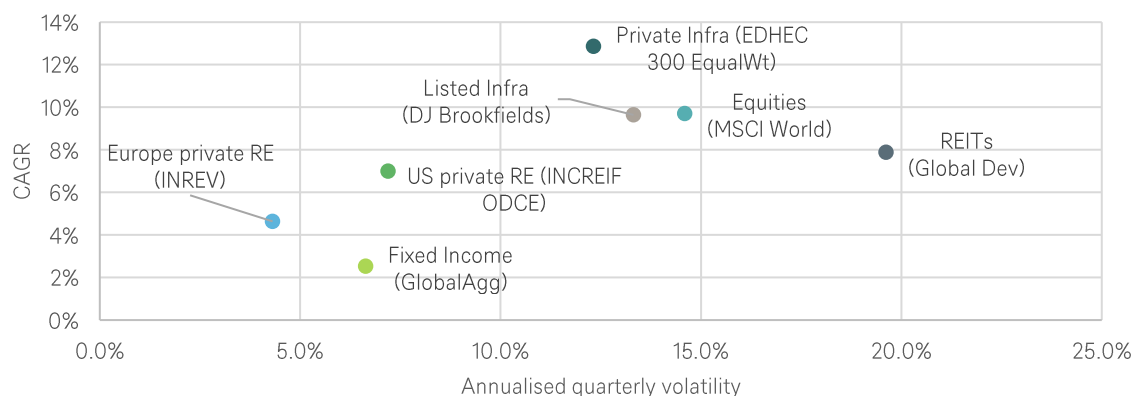 14%
12%
10%
8%
6%
4%
2%
0%
CAGR
Private Infra (EDHEC
300 EqualWt)
Listed Infra
(DJ Brookfields)
Equities
(MSCI World)
REITs
(Global Dev)
Europe private RE
(INREV)
US private RE (INCREIF
ODCE)
Fixed Income
(GlobalAgg)
0.0%
5.0%
10.0%
15.0%
20.0%
25.0%
Annualised quarterly volatility